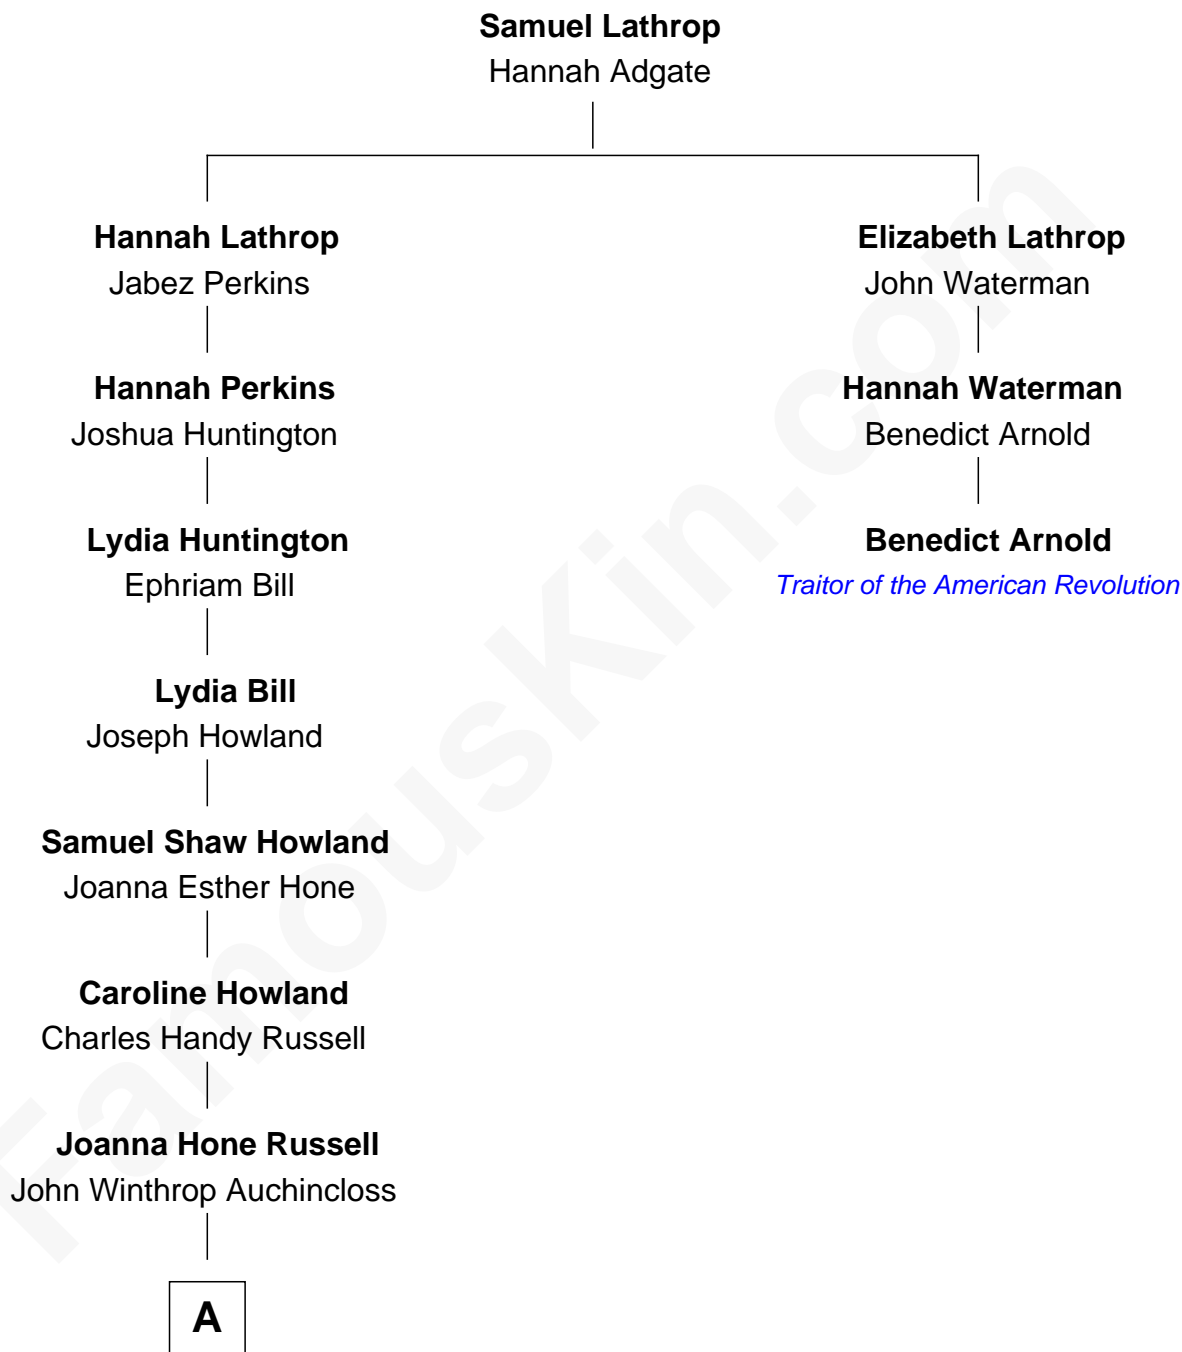 Samuel Lathrop
Hannah Adgate
Hannah Lathrop
Jabez Perkins
Elizabeth Lathrop
John Waterman
Hannah Perkins
Joshua Huntington
Hannah Waterman
Benedict Arnold
Lydia Huntington
Ephriam Bill
Benedict Arnold
Traitor of the American Revolution
Lydia Bill
Joseph Howland
Samuel Shaw Howland
Joanna Esther Hone
Caroline Howland
Charles Handy Russell
Joanna Hone Russell
John Winthrop Auchincloss
A
FamousKin.com